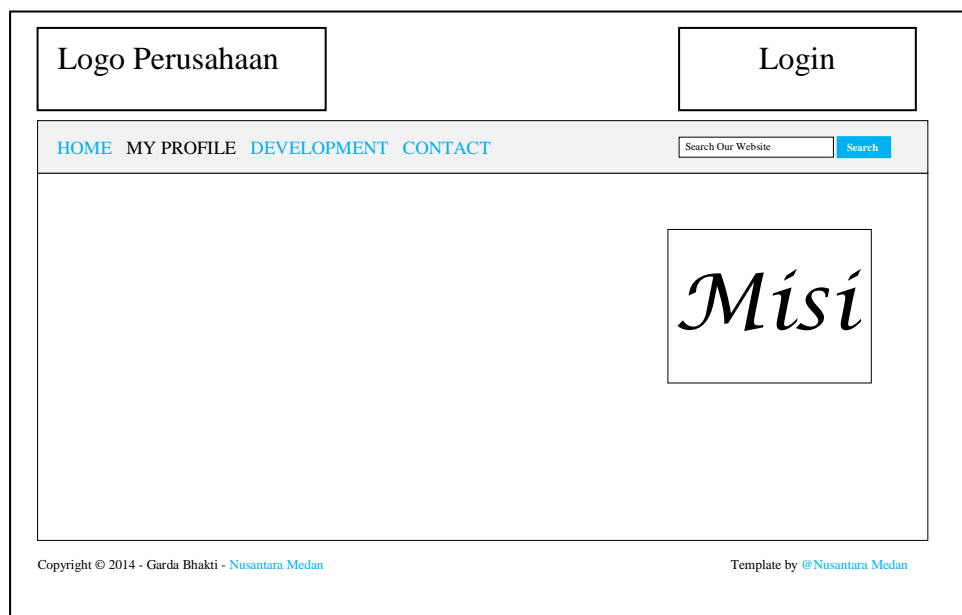 Logo Perusahaan
Login
HOME MY PROFILE DEVELOPMENT CONTACT
Search Our Website Search
Misi
Copyright © 2014 - Garda Bhakti - Nusantara Medan
Template by @Nusantara Medan